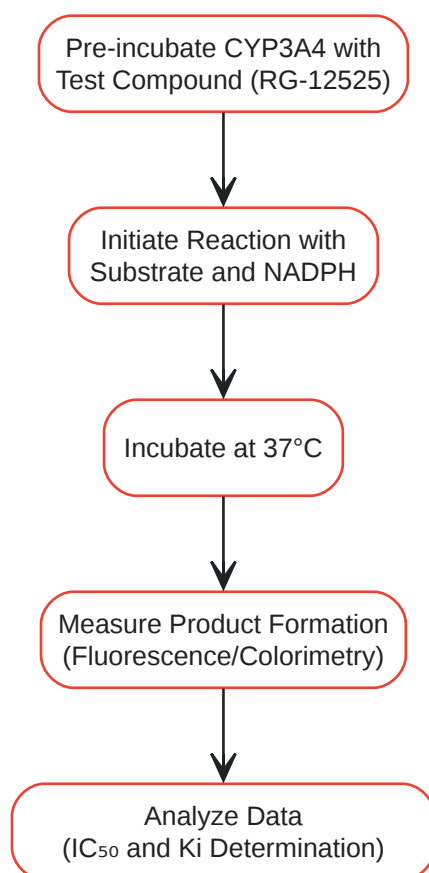 Pre-incubate CYP3A4 with
Test Compound (RG-12525)
Initiate Reaction with
Substrate and NADPH
Incubate at 37°C
Measure Product Formation
(Fluorescence/Colorimetry)
Analyze Data
(IC₅₀ and Ki Determination)